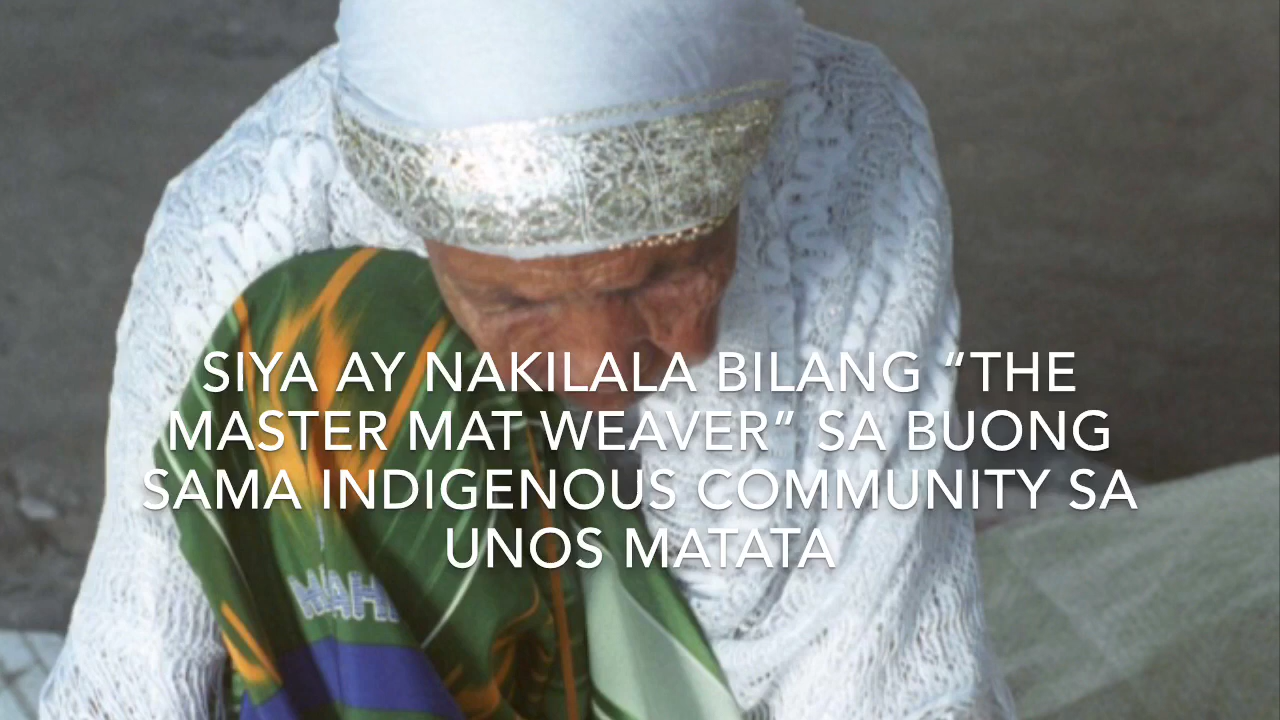 SIYA AY NAKILALA BILANG “THE
MASTER MAT WEAVER” SA BUONG
SAMA INDIGENOUS COMMUNITY SA
UNOS MATATA